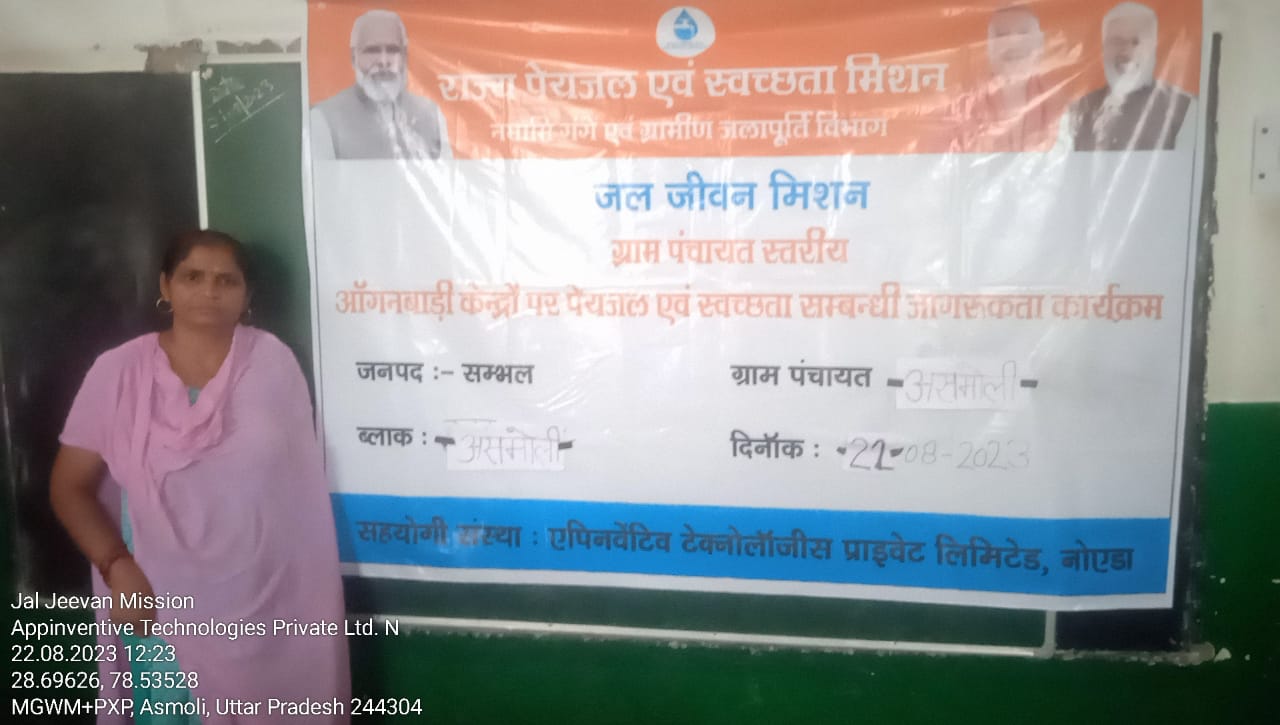 राज्य पेयजल एवं स्वच्छता मिशन
नमामि गंगे एवं ग्रामीण जलापूर्ति विभाग
जल जीवन मिशन
ग्राम पंचायत स्तरीय
ऑगनबाड़ी केन्द्रों पर पेयजल एवं स्वच्छता सम्बन्धी जागरूकता कार्यक्रम
जनपद :- सम्भल
ग्राम पंचायत - असमोली -
ब्लाक : - असमोली -
दिनॉक : - 22-08-2023
सहयोगी संस्था : एपिनवेंटिव टेक्नोलॉजीस प्राइवेट लिमिटेड, नोएडा
Jal Jeevan Mission
Appinventive Technologies Private Ltd. N
22.08.2023 12:23
28.69626, 78.53528
MGWM+PXP, Asmoli, Uttar Pradesh 244304